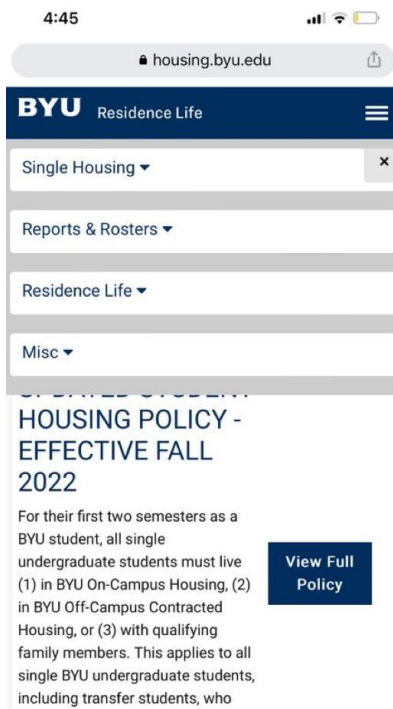 4:45
housing.byu.edu
BYU Residence Life
Single Housing
×
Reports & Rosters
Residence Life
Misc
UPDATED STUDENT
HOUSING POLICY -
EFFECTIVE FALL
2022
For their first two semesters as a
BYU student, all single
undergraduate students must live
(1) in BYU On-Campus Housing, (2)
in BYU Off-Campus Contracted
Housing, or (3) with qualifying
family members. This applies to all
single BYU undergraduate students,
including transfer students, who
View Full
Policy